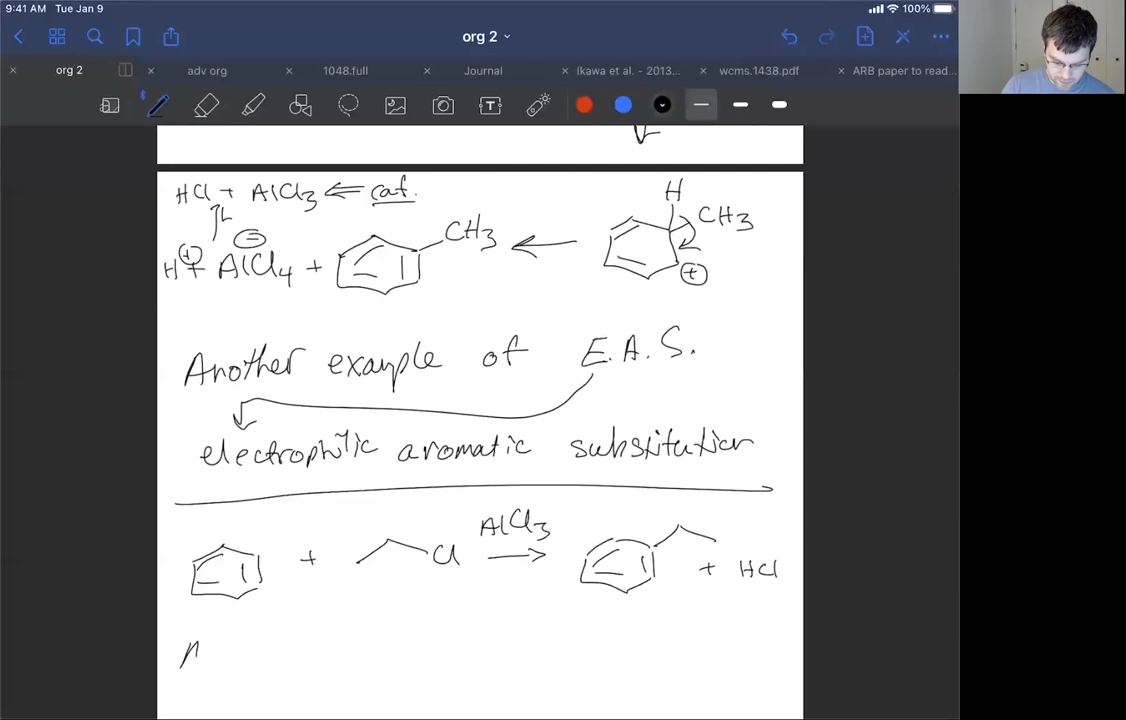 9:41 AM Tue Jan 9
100%
org 2
org 2
adv org
1048.full
Journal
Ikawa et al. - 2013...
wcms.1438.pdf
ARB paper to read...
T
HCl + AlCl3 ⇐ cat.
H
CH3
CH3
H⊕ + AlCl4 ⊖ +
⊕
Another example of E.A.S.
electrophilic aromatic substitution
AlCl3
+ Cl → + HCl